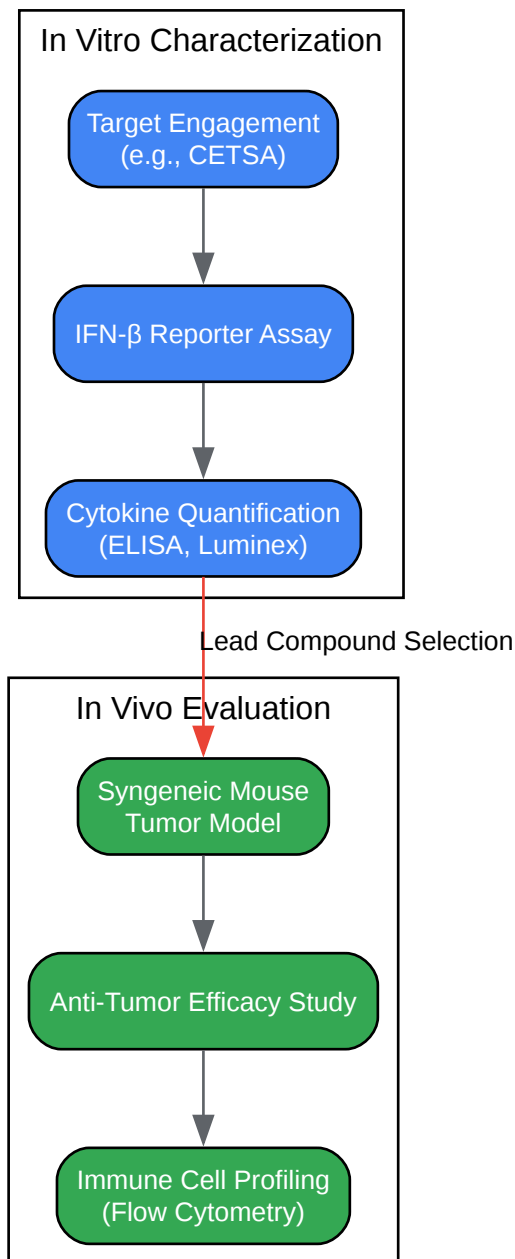 In Vitro Characterization
Target Engagement
(e.g., CETSA)
IFN-β Reporter Assay
Cytokine Quantification
(ELISA, Luminex)
Lead Compound Selection
In Vivo Evaluation
Syngeneic Mouse
Tumor Model
Anti-Tumor Efficacy Study
Immune Cell Profiling
(Flow Cytometry)